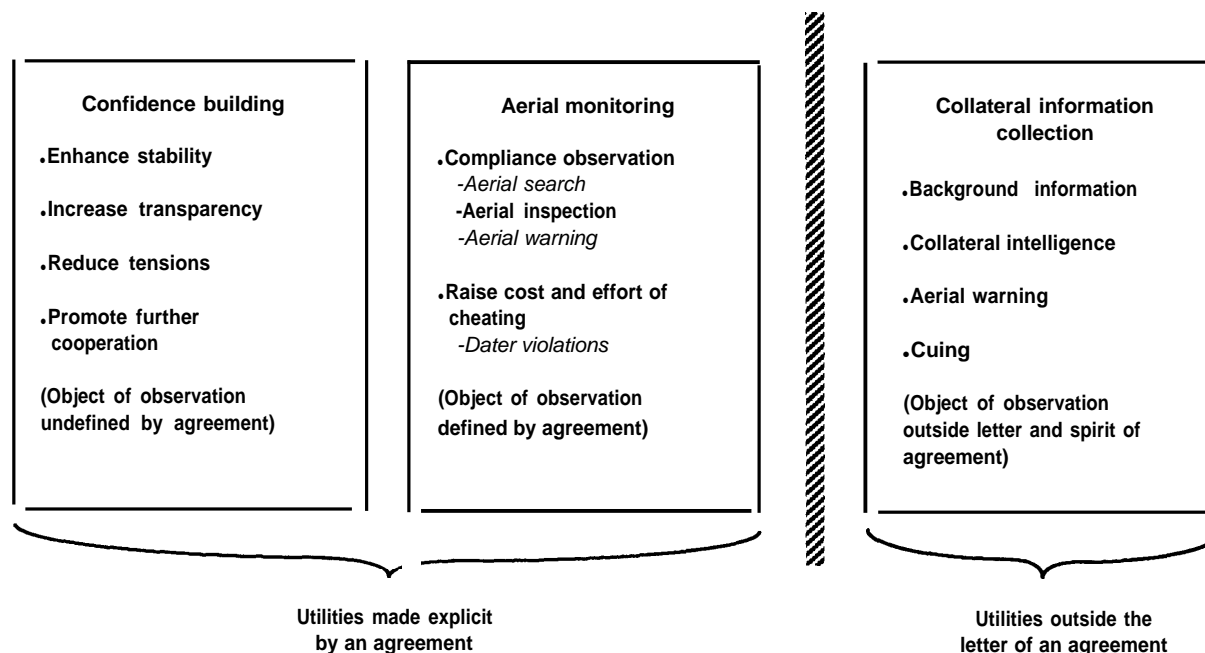 Confidence building
.Enhance stability
.Increase transparency
.Reduce tensions
.Promote further
cooperation
(Object of observation
undefined by agreement)
Aerial monitoring
.Compliance observation
-Aerial search
-Aerial inspection
-Aerial warning
.Raise cost and effort of
cheating
-Dater violations
(Object of observation
defined by agreement)
Collateral information
collection
.Background information
.Collateral intelligence
.Aerial warning
.Cuing
(Object of observation
outside letter and spirit of
agreement)
Utilities made explicit
by an agreement
Utilities outside the
letter of an agreement